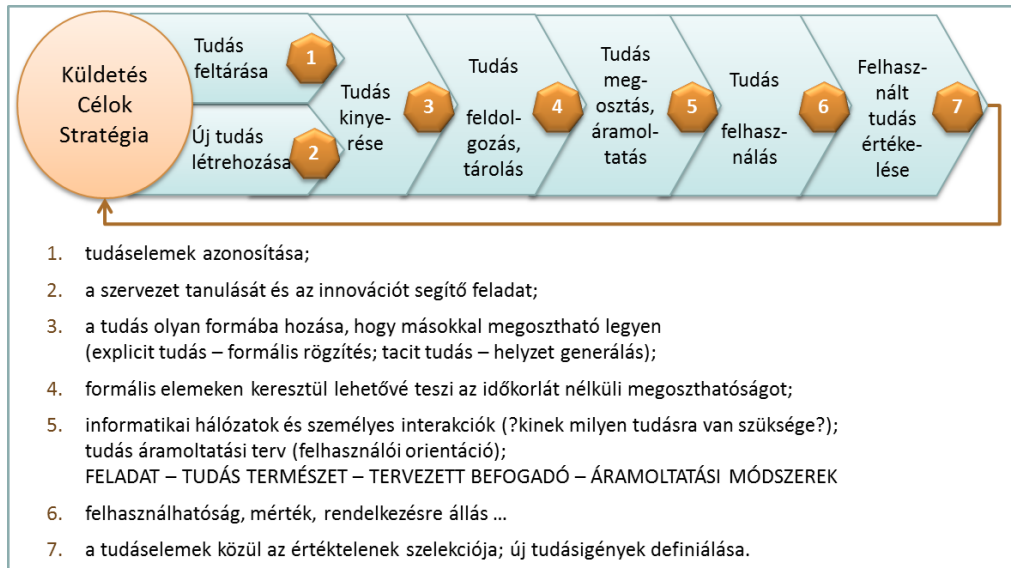 Küldetés
Célok
Stratégia
Tudás
feltárása
1
Új tudás
létrehozása
2
Tudás
kinye-
rése
3
Tudás
feldol-
gozás,
tárolás
4
Tudás
meg-
osztás,
áramol-
tatás
5
Tudás
felhasz-
nálás
6
Felhasz-
nált
tudás
értéke-
lése
7
1. tudáselemek azonosítása;
2. a szervezet tanulását és az innovációt segítő feladat;
3. a tudás olyan formába hozása, hogy másokkal megosztható legyen
(explicit tudás – formális rögzítés; tacit tudás – helyzet generálás);
4. formális elemeken keresztül lehetővé teszi az időkorlát nélküli megoszthatóságot;
5. informatikai hálózatok és személyes interakciók (?kinek milyen tudásra van szüksége?);
tudás áramoltatási terv (felhasználói orientáció);
FELADAT – TUDÁS TERMÉSZET – TERVEZETT BEFOGADÓ – ÁRAMOLTATÁSI MÓDSZEREK
6. felhasználhatóság, mérték, rendelkezésre állás ...
7. a tudáselemek közül az értéktelenek szelekciója; új tudásigények definiálása.